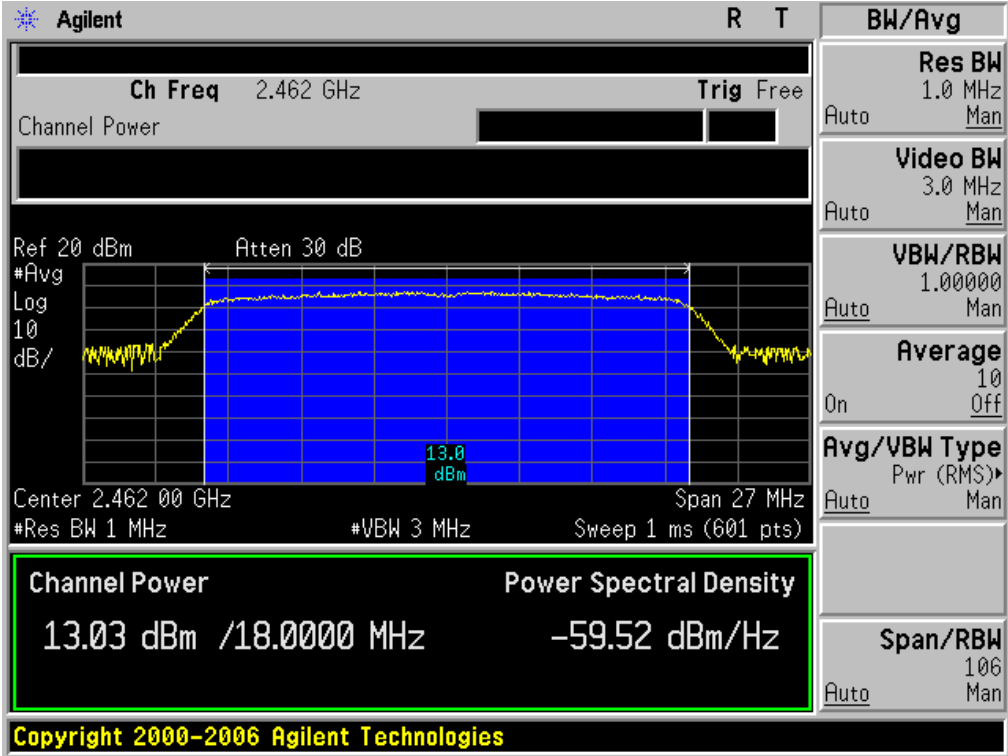 Agilent
R T
Ch Freq 2.462 GHz
Trig Free
Channel Power
Ref 20 dBm
Atten 30 dB
#Avg
Log
10
dB/
13.0
dBm
Center 2.462 00 GHz
Span 27 MHz
#Res BW 1 MHz
#VBW 3 MHz
Sweep 1 ms (601 pts)
Channel Power
Power Spectral Density
13.03 dBm /18.0000 MHz
-59.52 dBm/Hz
BW/Avg
Res BW
1.0 MHz
Auto Man
Video BW
3.0 MHz
Auto Man
VBW/RBW
1.00000
Auto Man
Average
10
On Off
Avg/VBW Type
Pwr (RMS)▸
Auto Man
Span/RBW
106
Auto Man
Copyright 2000-2006 Agilent Technologies